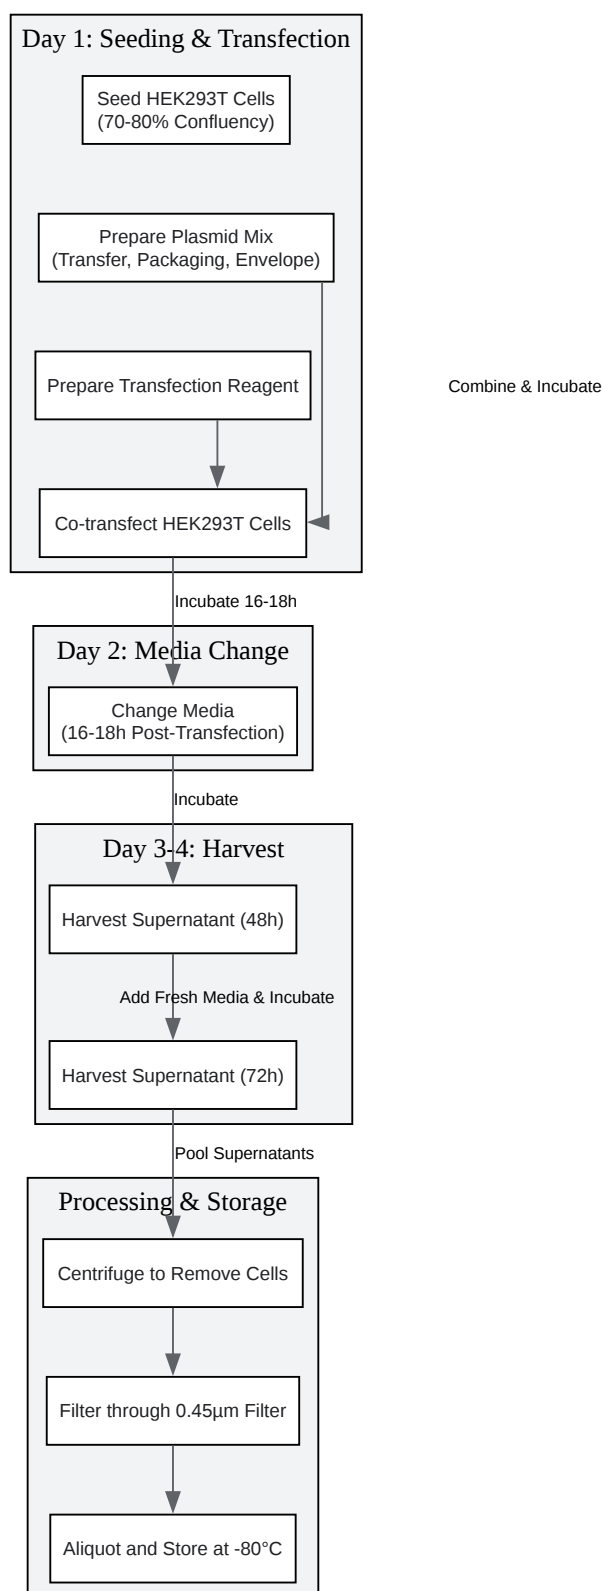 Day 1: Seeding & Transfection
Seed HEK293T Cells
(70-80% Confluency)
Prepare Plasmid Mix
(Transfer, Packaging, Envelope)
Prepare Transfection Reagent
Combine & Incubate
Co-transfect HEK293T Cells
Incubate 16-18h
Day 2: Media Change
Change Media
(16-18h Post-Transfection)
Incubate
Day 3-4: Harvest
Harvest Supernatant (48h)
Add Fresh Media & Incubate
Harvest Supernatant (72h)
Pool Supernatants
Processing & Storage
Centrifuge to Remove Cells
Filter through 0.45µm Filter
Aliquot and Store at -80°C